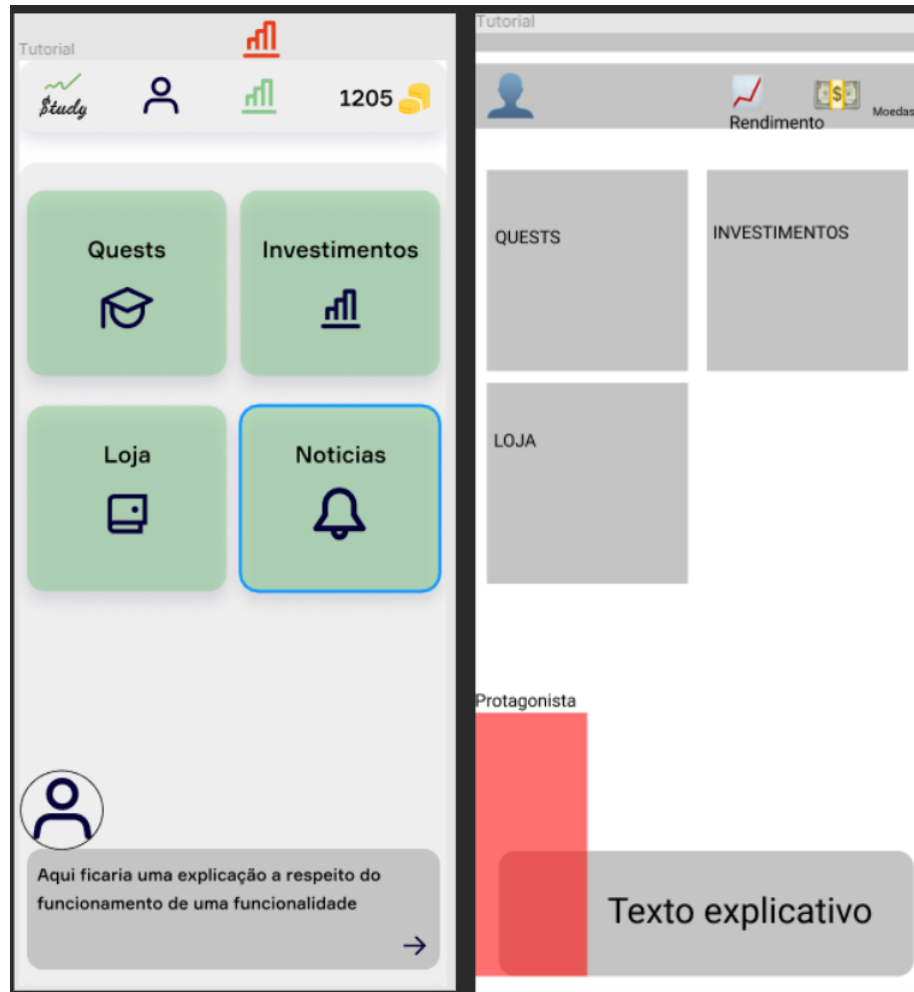 Tutorial
$tudy
1205
Quests
Investimentos
Loja
Noticias
Aqui ficaria uma explicação a respeito do
funcionamento de uma funcionalidade
Tutorial
Rendimento
Moedas
QUESTS
INVESTIMENTOS
LOJA
Protagonista
Texto explicativo